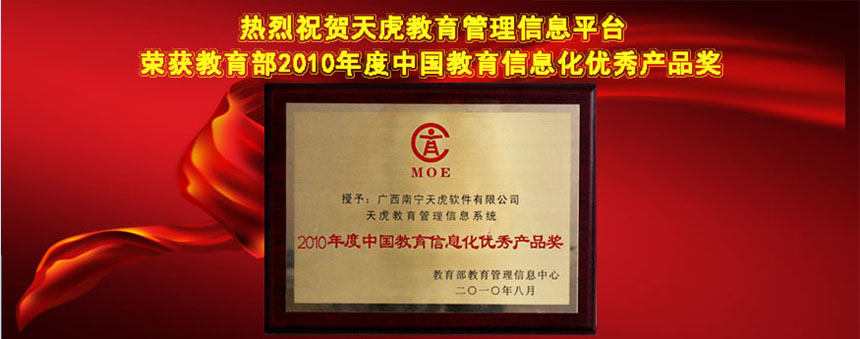 热烈祝贺天虎教育管理信息平台
荣获教育部2010年度中国教育信息化优秀产品奖
MOE
授予：广西南宁天虎软件有限公司
天虎教育管理信息系统
2010年度中国教育信息化优秀产品奖
教育部教育管理信息中心
二〇一〇年八月